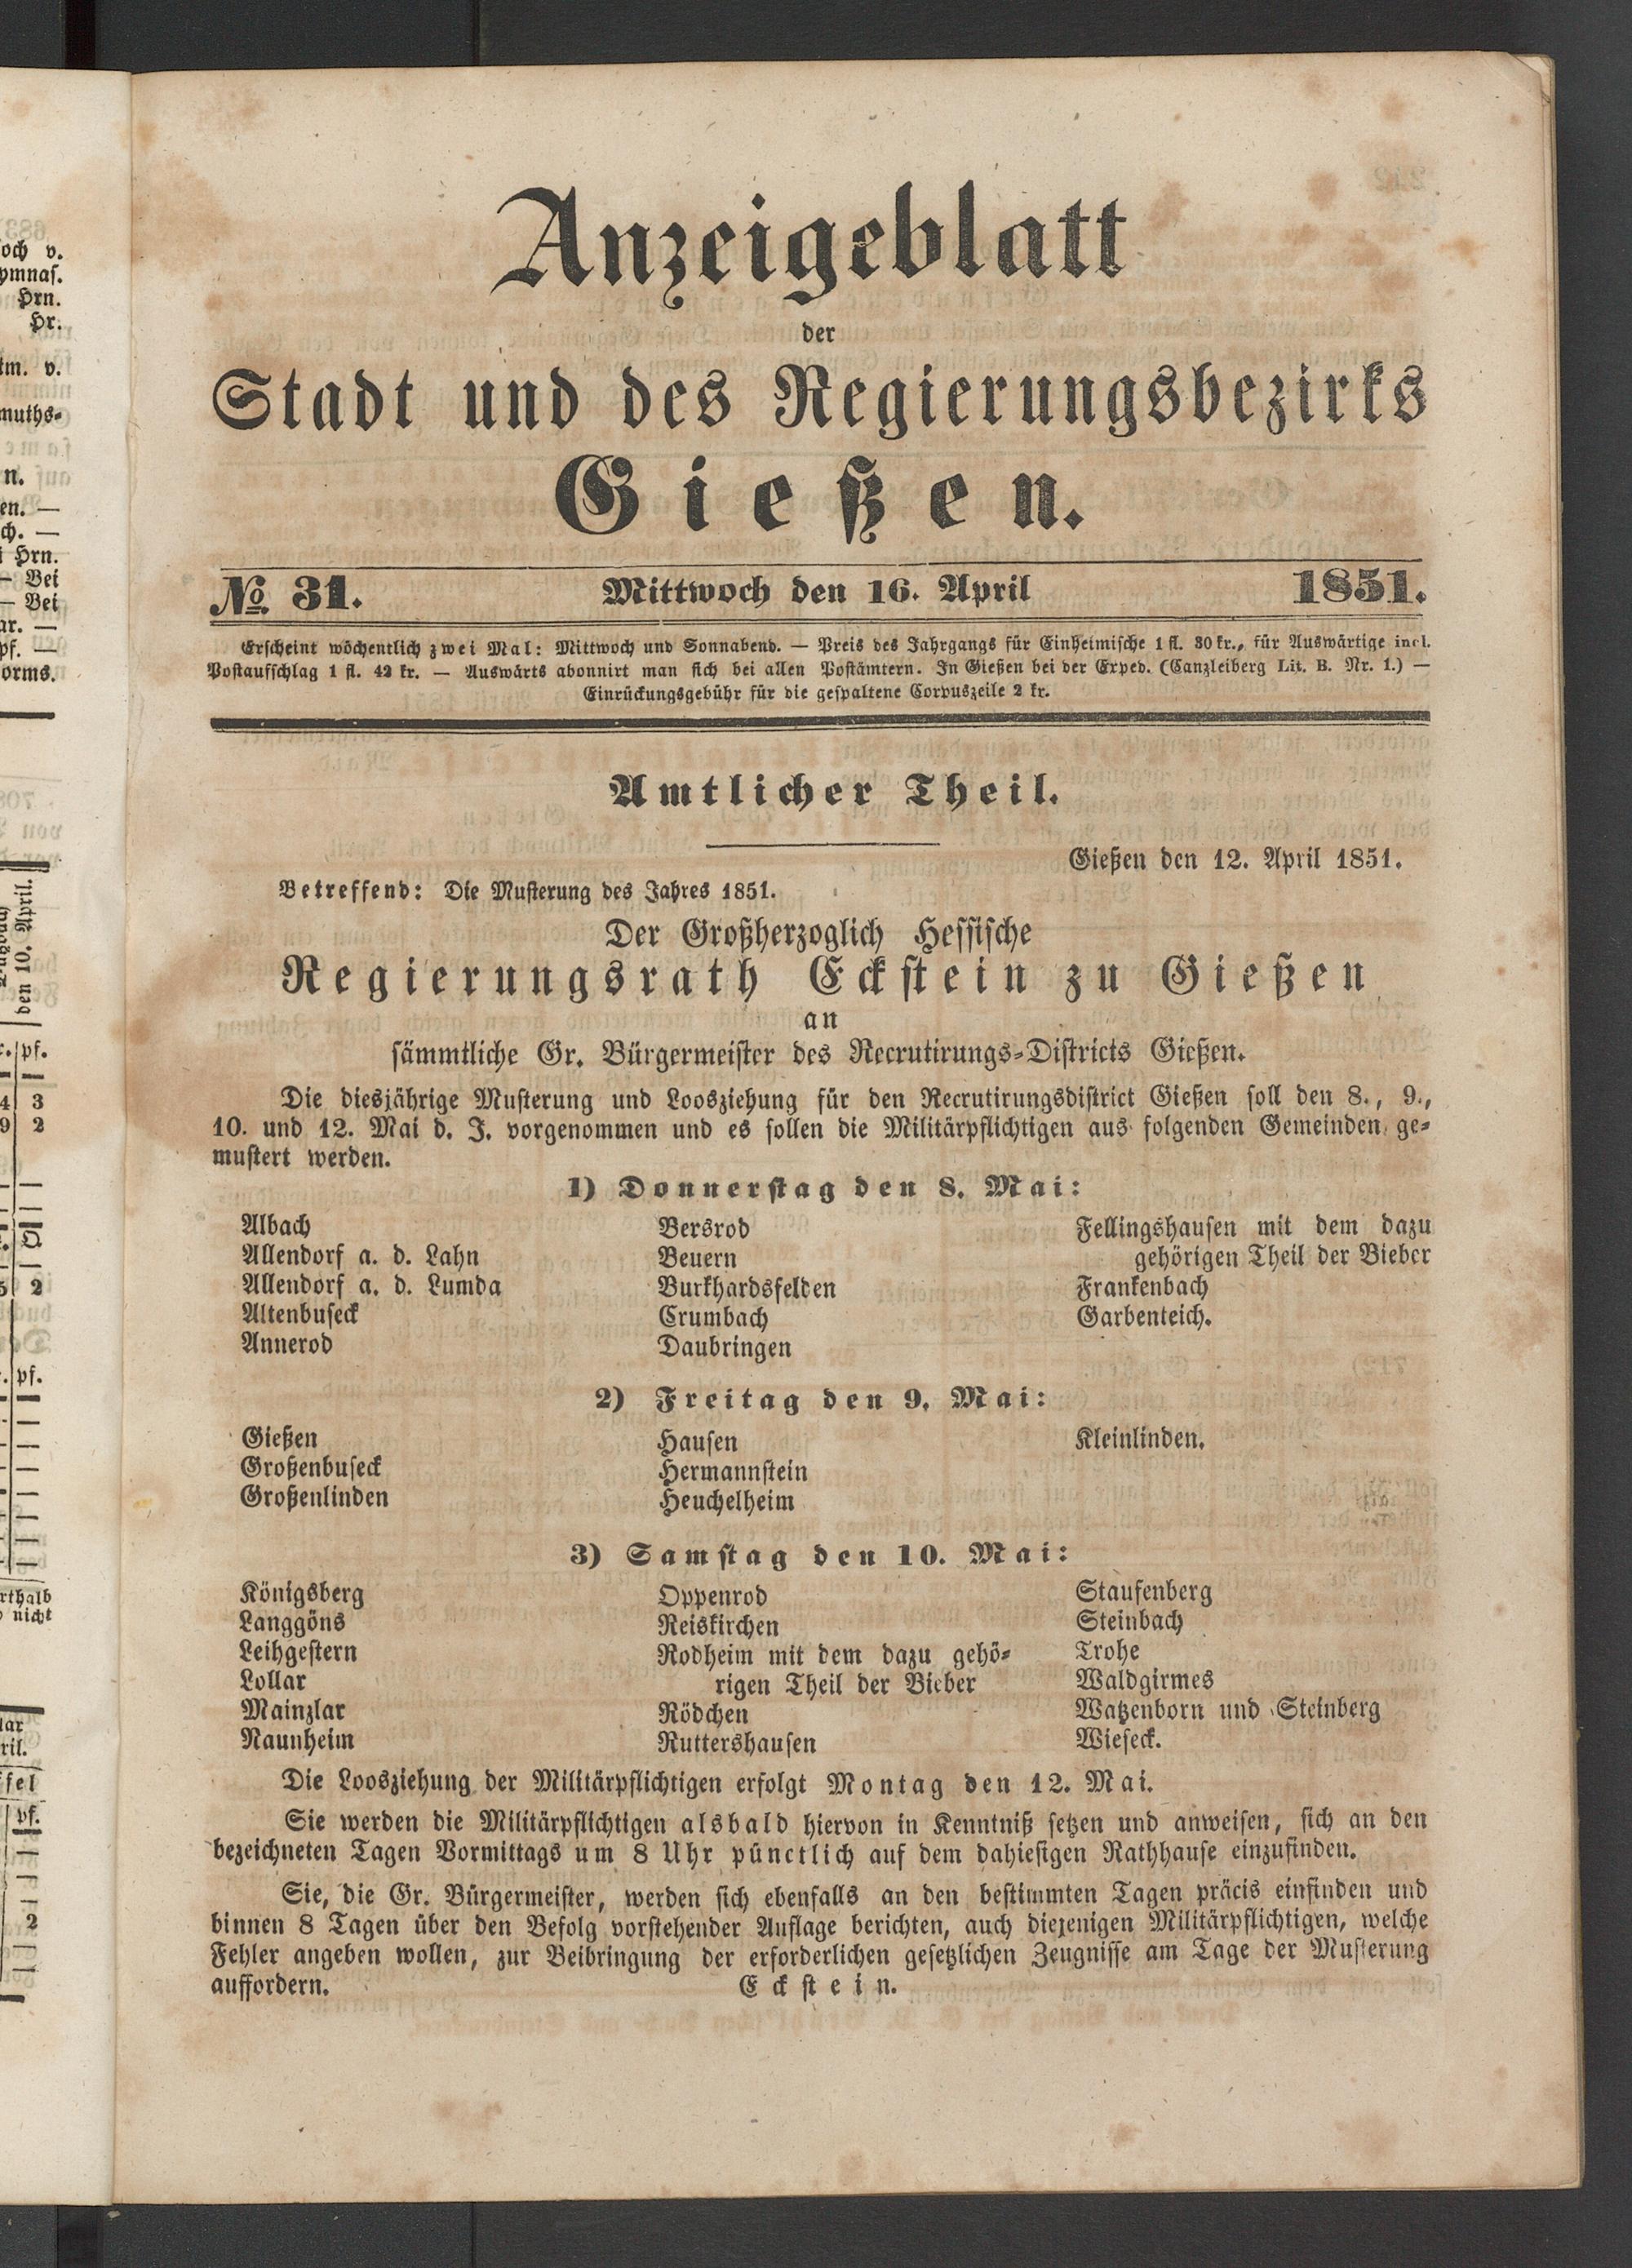 Anzeigeblatt
der
Stadt und des Regierungsbezirks
Gießen.
No. 31. Mittwoch den 16. April 1851.
Erscheint wöchentlich zwei Mal: Mittwoch und Sonnabend. — Preis des Jahrgangs für Einheimische 1 fl. 30 kr., für Auswärtige incl.
Postaufschlag 1 fl. 42 kr. — Auswärts abonnirt man sich bei allen Postämtern. In Gießen bei der Exped. (Canzleiberg Lit. B. Nr. 1.) —
Einrückungsgebühr für die gespaltene Corpuszeile 2 kr.
Amtlicher Theil.
Gießen den 12. April 1851.
Betreffend: Die Musterung des Jahres 1851.
Der Großherzoglich Hessische
Regierungsrath Eckstein zu Gießen
an
sämmtliche Gr. Bürgermeister des Recrutirungs-Districts Gießen.
Die diesjährige Musterung und Loosziehung für den Recrutirungsdistrict Gießen soll den 8., 9.,
10. und 12. Mai d. J. vorgenommen und es sollen die Militärpflichtigen aus folgenden Gemeinden ge-
mustert werden.
1) Donnerstag den 8. Mai:
Albach
Allendorf a. d. Lahn
Allendorf a. d. Lumda
Altenbuseck
Annerod
Bersrod
Beuern
Burkhardsfelden
Crumbach
Daubringen
Fellingshausen mit dem dazu
gehörigen Theil der Bieber
Frankenbach
Garbenteich.
2) Freitag den 9. Mai:
Gießen
Großenbuseck
Großenlinden
Hausen
Hermannstein
Heuchelheim
Kleinlinden.
3) Samstag den 10. Mai:
Königsberg
Langgöns
Leihgestern
Lollar
Mainzlar
Naunheim
Oppenrod
Reiskirchen
Rodheim mit dem dazu gehö-
rigen Theil der Bieber
Rödchen
Ruttershausen
Staufenberg
Steinbach
Trohe
Waldgirmes
Watzenborn und Steinberg
Wieseck.
Die Loosziehung der Militärpflichtigen erfolgt Montag den 12. Mai.
Sie werden die Militärpflichtigen alsbald hiervon in Kenntniß setzen und anweisen, sich an den
bezeichneten Tagen Vormittags um 8 Uhr pünctlich auf dem dahiesigen Rathhause einzufinden.
Sie, die Gr. Bürgermeister, werden sich ebenfalls an den bestimmten Tagen präcis einfinden und
binnen 8 Tagen über den Befolg vorstehender Auflage berichten, auch diejenigen Militärpflichtigen, welche
Fehler angeben wollen, zur Beibringung der erforderlichen gesetzlichen Zeugnisse am Tage der Musterung
auffordern. Eckstein.